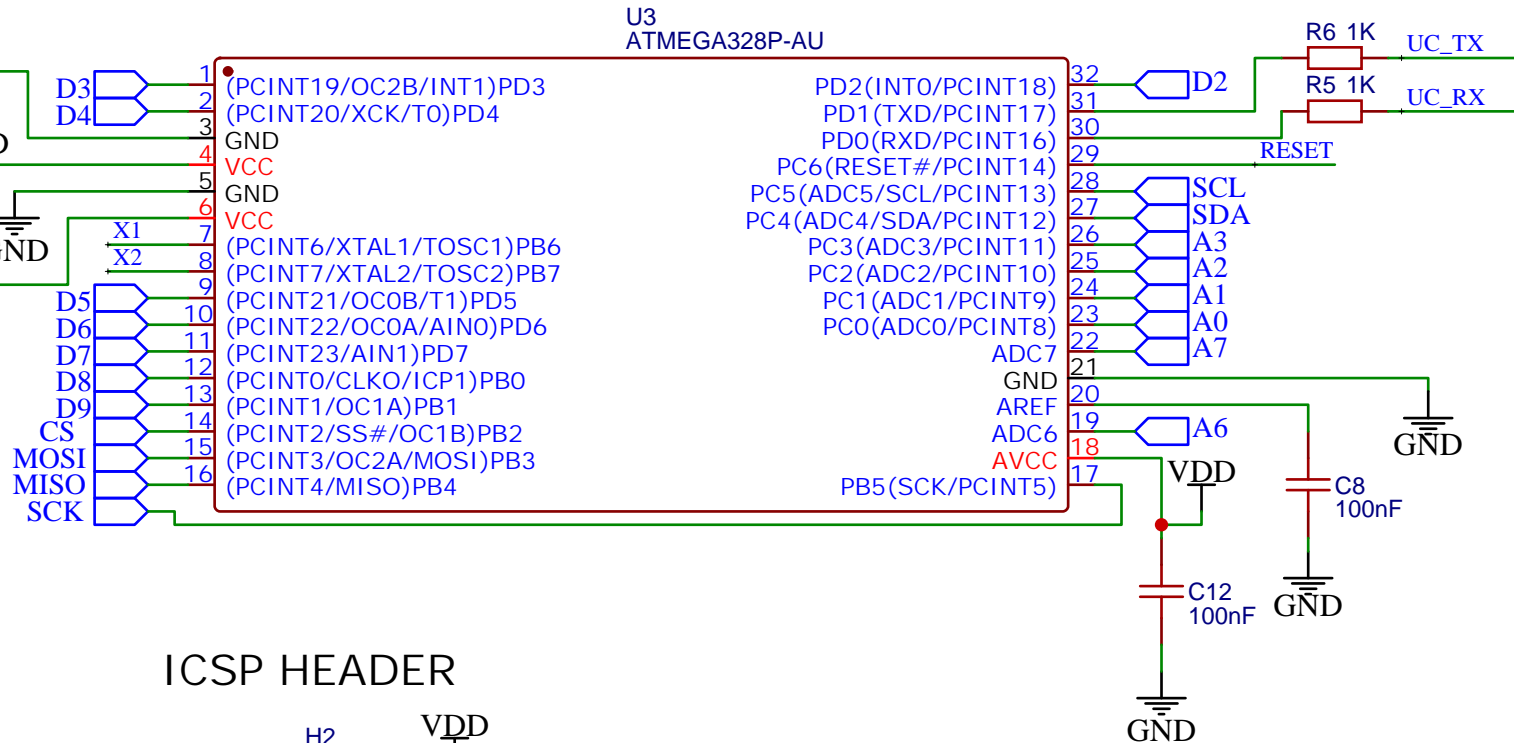 U3
ATMEGA328P-AU
D3
D4
1
2
3
4
5
6
7
8
9
10
11
12
13
14
15
16
(PCINT19/OC2B/INT1)PD3
(PCINT20/XCK/T0)PD4
GND
VCC
GND
VCC
(PCINT6/XTAL1/TOSC1)PB6
(PCINT7/XTAL2/TOSC2)PB7
(PCINT21/OC0B/T1)PD5
(PCINT22/OC0A/AIN0)PD6
(PCINT23/AIN1)PD7
(PCINT0/CLKO/ICP1)PB0
(PCINT1/OC1A)PB1
(PCINT2/SS#/OC1B)PB2
(PCINT3/OC2A/MOSI)PB3
(PCINT4/MISO)PB4
X1
X2
D5
D6
D7
D8
D9
CS
MOSI
MISO
SCK
PD2(INT0/PCINT18)
PD1(TXD/PCINT17)
PD0(RXD/PCINT16)
PC6(RESET#/PCINT14)
PC5(ADC5/SCL/PCINT13)
PC4(ADC4/SDA/PCINT12)
PC3(ADC3/PCINT11)
PC2(ADC2/PCINT10)
PC1(ADC1/PCINT9)
PC0(ADC0/PCINT8)
ADC7
GND
AREF
ADC6
AVCC
PB5(SCK/PCINT5)
32
31
30
29
28
27
26
25
24
23
22
21
20
19
18
17
D2
R6 1K
UC_TX
R5 1K
UC_RX
RESET
SCL
SDA
A3
A2
A1
A0
A7
A6
GND
VDD
C8
100nF
GND
C12
100nF
GND
ICSP HEADER
H2
VDD